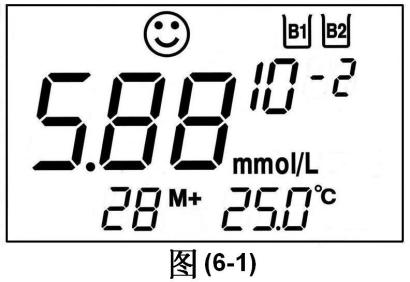 B1 B2
5.88 10-2
mmol/L
28 M+ 25.0 °C
图 (6-1)